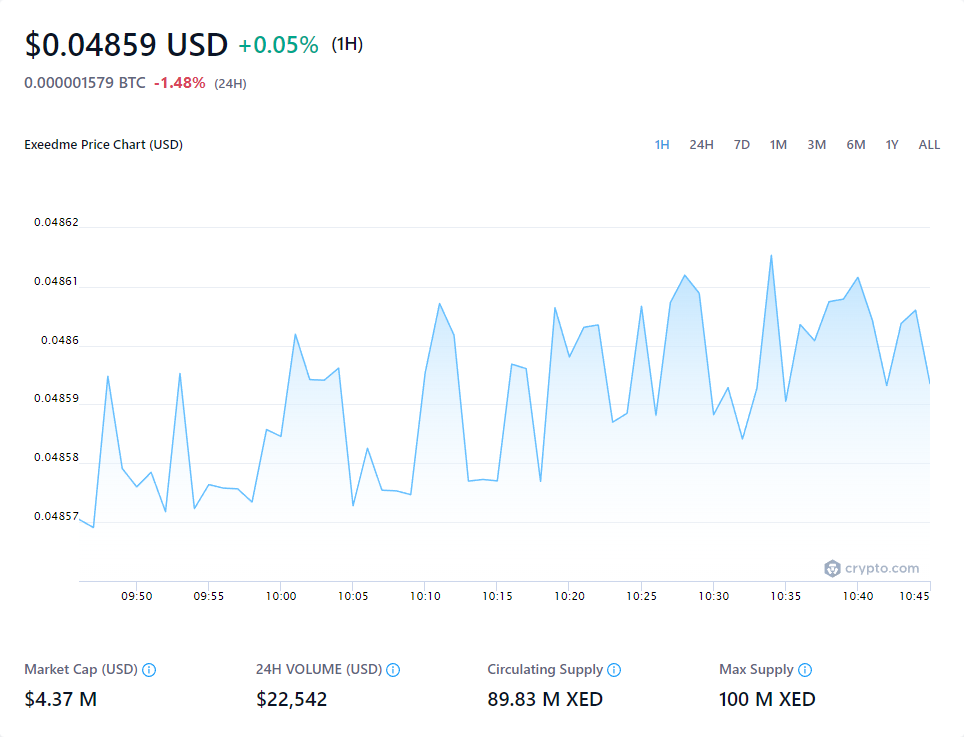 $0.04859 USD +0.05% (1H)
0.000001579 BTC -1.48% (24H)
Exeedme Price Chart (USD) 1H 24H 7D 1M 3M 6M 1Y ALL
0.04862
0.04861
0.0486
0.04859
0.04858
0.04857
crypto.com
09:50 09:55 10:00 10:05 10:10 10:15 10:20 10:25 10:30 10:35 10:40 10:45
Market Cap (USD) 24H VOLUME (USD) Circulating Supply Max Supply
$4.37 M $22,542 89.83 M XED 100 M XED